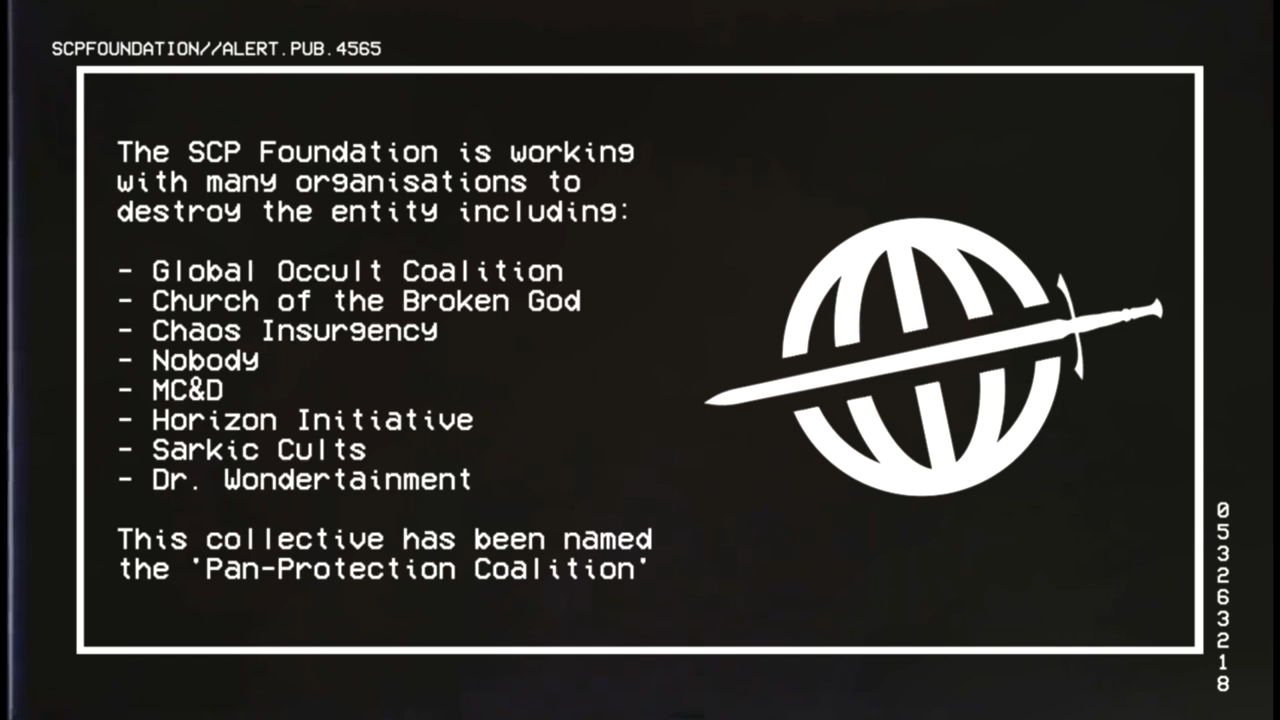 SCPFOUNDATION//ALERT.PUB.4565
The SCP Foundation is working
with many organisations to
destroy the entity including:
- Global Occult Coalition
- Church of the Broken God
- Chaos Insurgency
- Nobody
- MC&D
- Horizon Initiative
- Sarkic Cults
- Dr. Wondertainment
This collective has been named
the 'Pan-Protection Coalition'
0
5
3
2
6
3
2
1
8